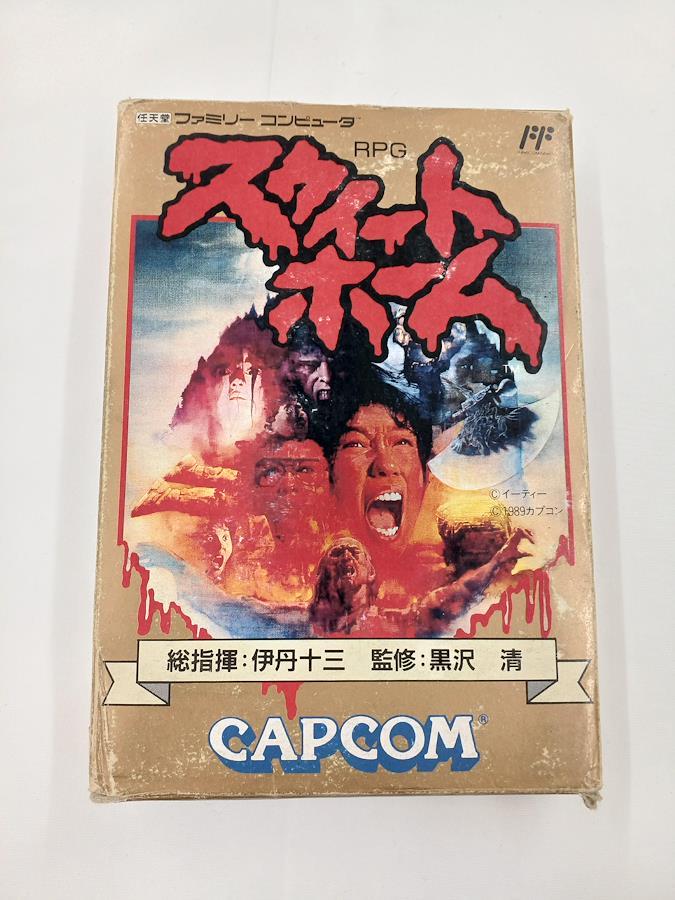 任天堂 ファミリー コンピュータ™
RPG
スウィート
ホーム
© イーティー
© 1989カプコン
総指揮:伊丹十三 監修:黒沢 清
CAPCOM®